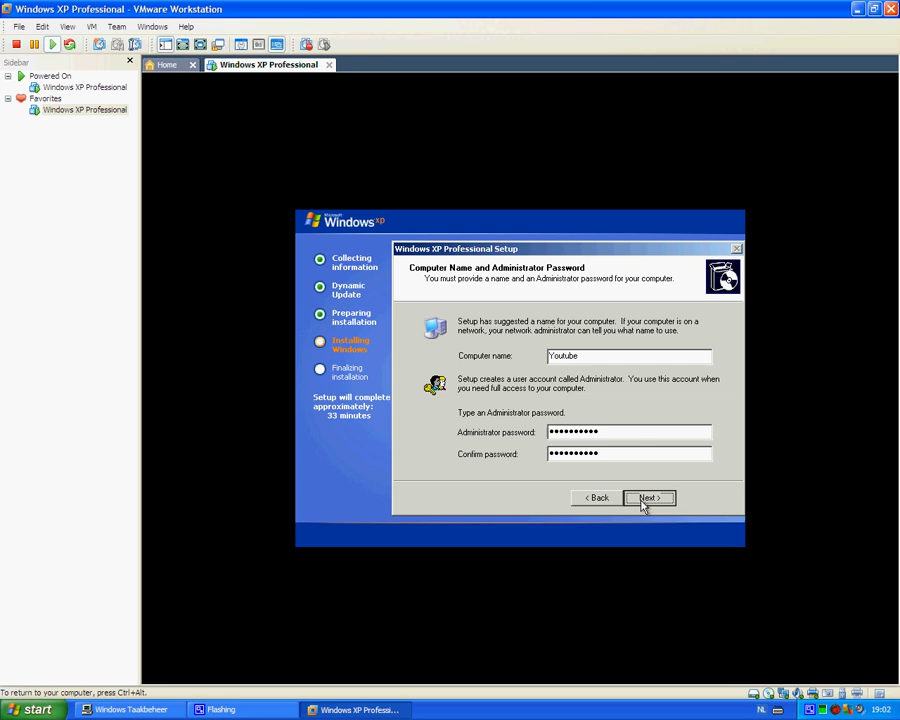 Windows XP Professional - VMware Workstation
File Edit View VM Team Windows Help
Sidebar
Home
Windows XP Professional
Powered On
Windows XP Professional
Favorites
Windows XP Professional
Microsoft
Windows xp
Collecting
information
Dynamic
Update
Preparing
installation
Installing
Windows
Finalizing
installation
Setup will complete
approximately:
33 minutes
Windows XP Professional Setup
Computer Name and Administrator Password
You must provide a name and an Administrator password for your computer.
Setup has suggested a name for your computer. If your computer is on a
network, your network administrator can tell you what name to use.
Computer name: Youtube
Setup creates a user account called Administrator. You use this account when
you need full access to your computer.
Type an Administrator password.
Administrator password: ••••••••••
Confirm password: ••••••••••
< Back Next >
To return to your computer, press Ctrl+Alt.
start Windows Taakbeheer Flashing Windows XP Professi... NL 19:02